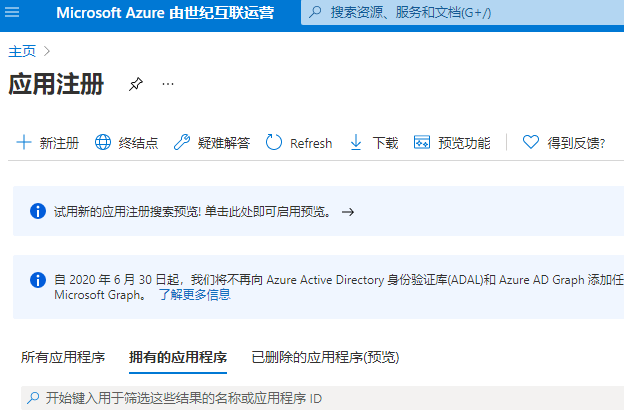 Microsoft Azure 由世纪互联运营
搜索资源、服务和文档(G+/)
主页
应用注册
新注册 终结点 疑难解答 Refresh 下载 预览功能 得到反馈?
试用新的应用注册搜索预览! 单击此处即可启用预览。
自 2020 年 6 月 30 日起，我们将不再向 Azure Active Directory 身份验证库(ADAL)和 Azure AD Graph 添加任
Microsoft Graph。 了解更多信息
所有应用程序 拥有的应用程序 已删除的应用程序(预览)
开始键入用于筛选这些结果的名称或应用程序 ID